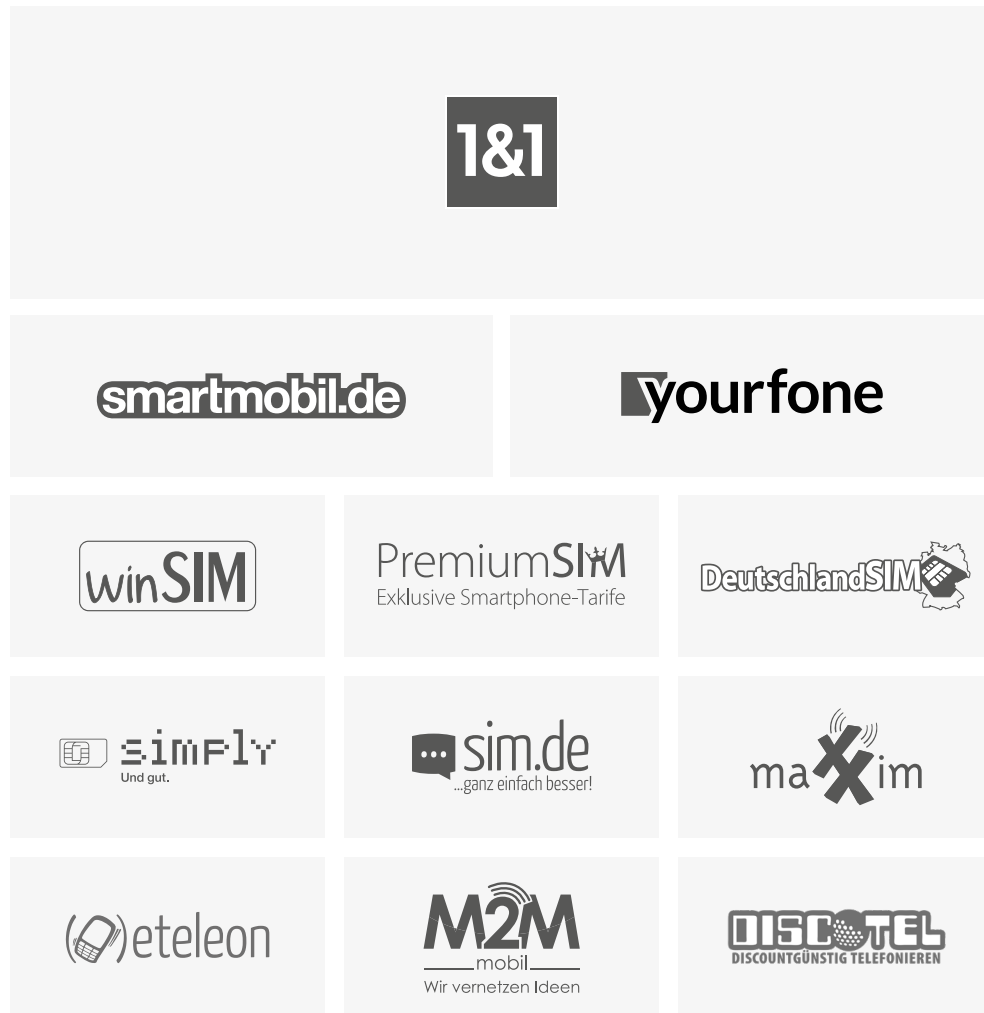 1&1
smartmobil.de
yourfone
winSIM
PremiumSIM
Exklusive Smartphone-Tarife
DeutschlandSIM
simply
Und gut.
sim.de
...ganz einfach besser!
maXXim
eteleon
M2M
mobil
Wir vernetzen Ideen
DISCOTEL
DISCOUNTGÜNSTIG TELEFONIEREN